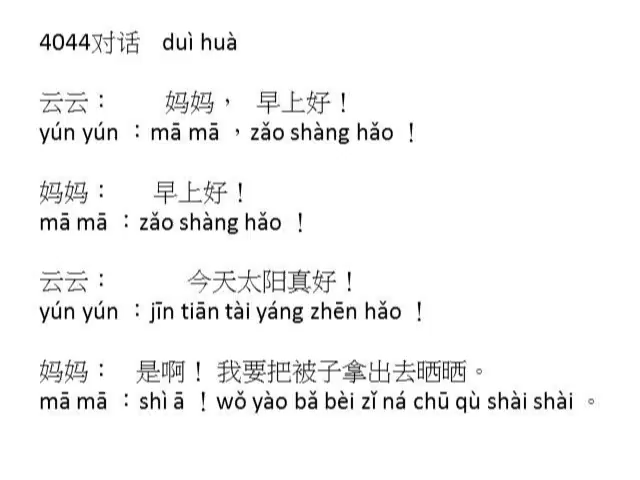 4044对话 duì huà
云云： 妈妈， 早上好！
yún yún ：mā mā ，zǎo shàng hǎo ！
妈妈： 早上好！
mā mā ：zǎo shàng hǎo ！
云云： 今天太阳真好！
yún yún ：jīn tiān tài yáng zhēn hǎo ！
妈妈： 是啊！ 我要把被子拿出去晒晒。
mā mā ：shì ā ！wǒ yào bǎ bèi zǐ ná chū qù shài shài 。